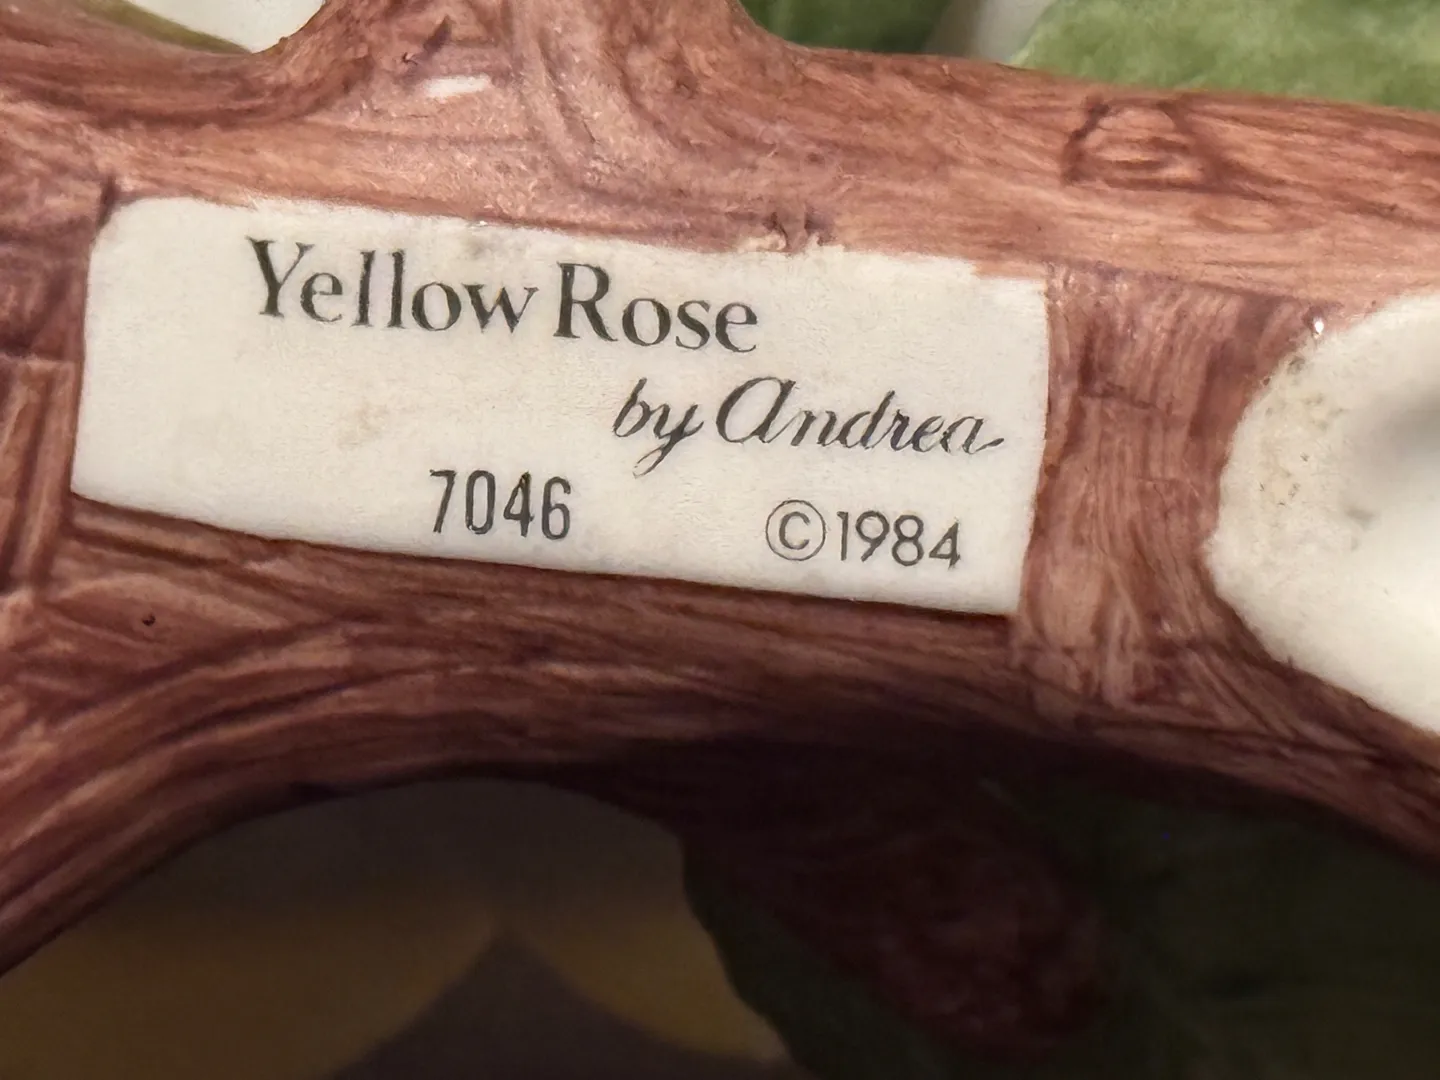 Yellow Rose
by Andrea
7046 ©1984